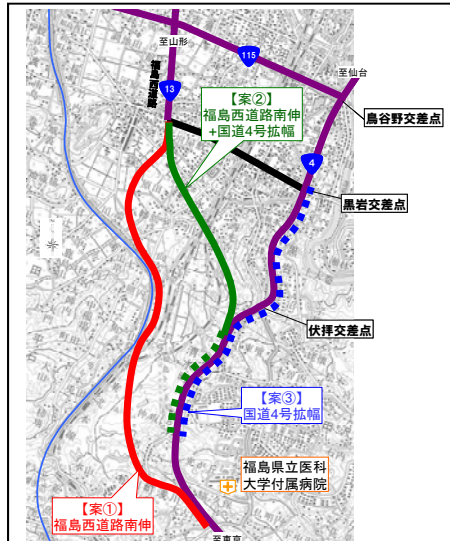 至山形
福島西道路
13
115
至仙台
【案②】
福島西道路南伸
+国道4号拡幅
鳥谷野交差点
4
黒岩交差点
伏拝交差点
【案③】
国道4号拡幅
福島県立医科
大学付属病院
【案①】
福島西道路南伸
至東京